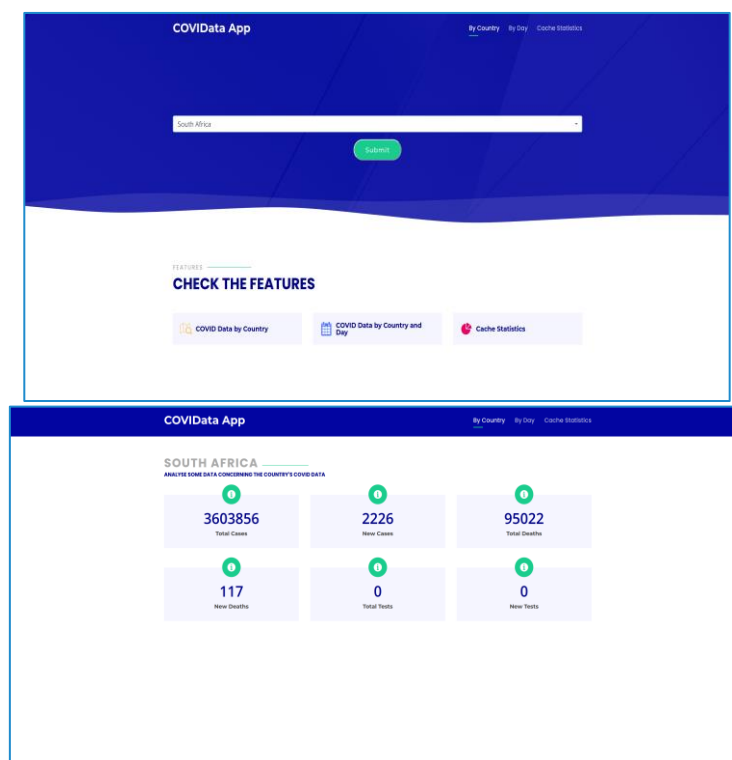 COVIData App
By Country By Day Cache Statistics
South Africa
Submit
FEATURES
CHECK THE FEATURES
COVID Data by Country
COVID Data by Country and
Day
Cache Statistics
COVIData App
By Country By Day Cache Statistics
SOUTH AFRICA
ANALYSE SOME DATA CONCERNING THE COUNTRY'S COVID DATA
3603856 2226 95022
Total Cases New Cases Total Deaths
117 0 0
New Deaths Total Tests New Tests